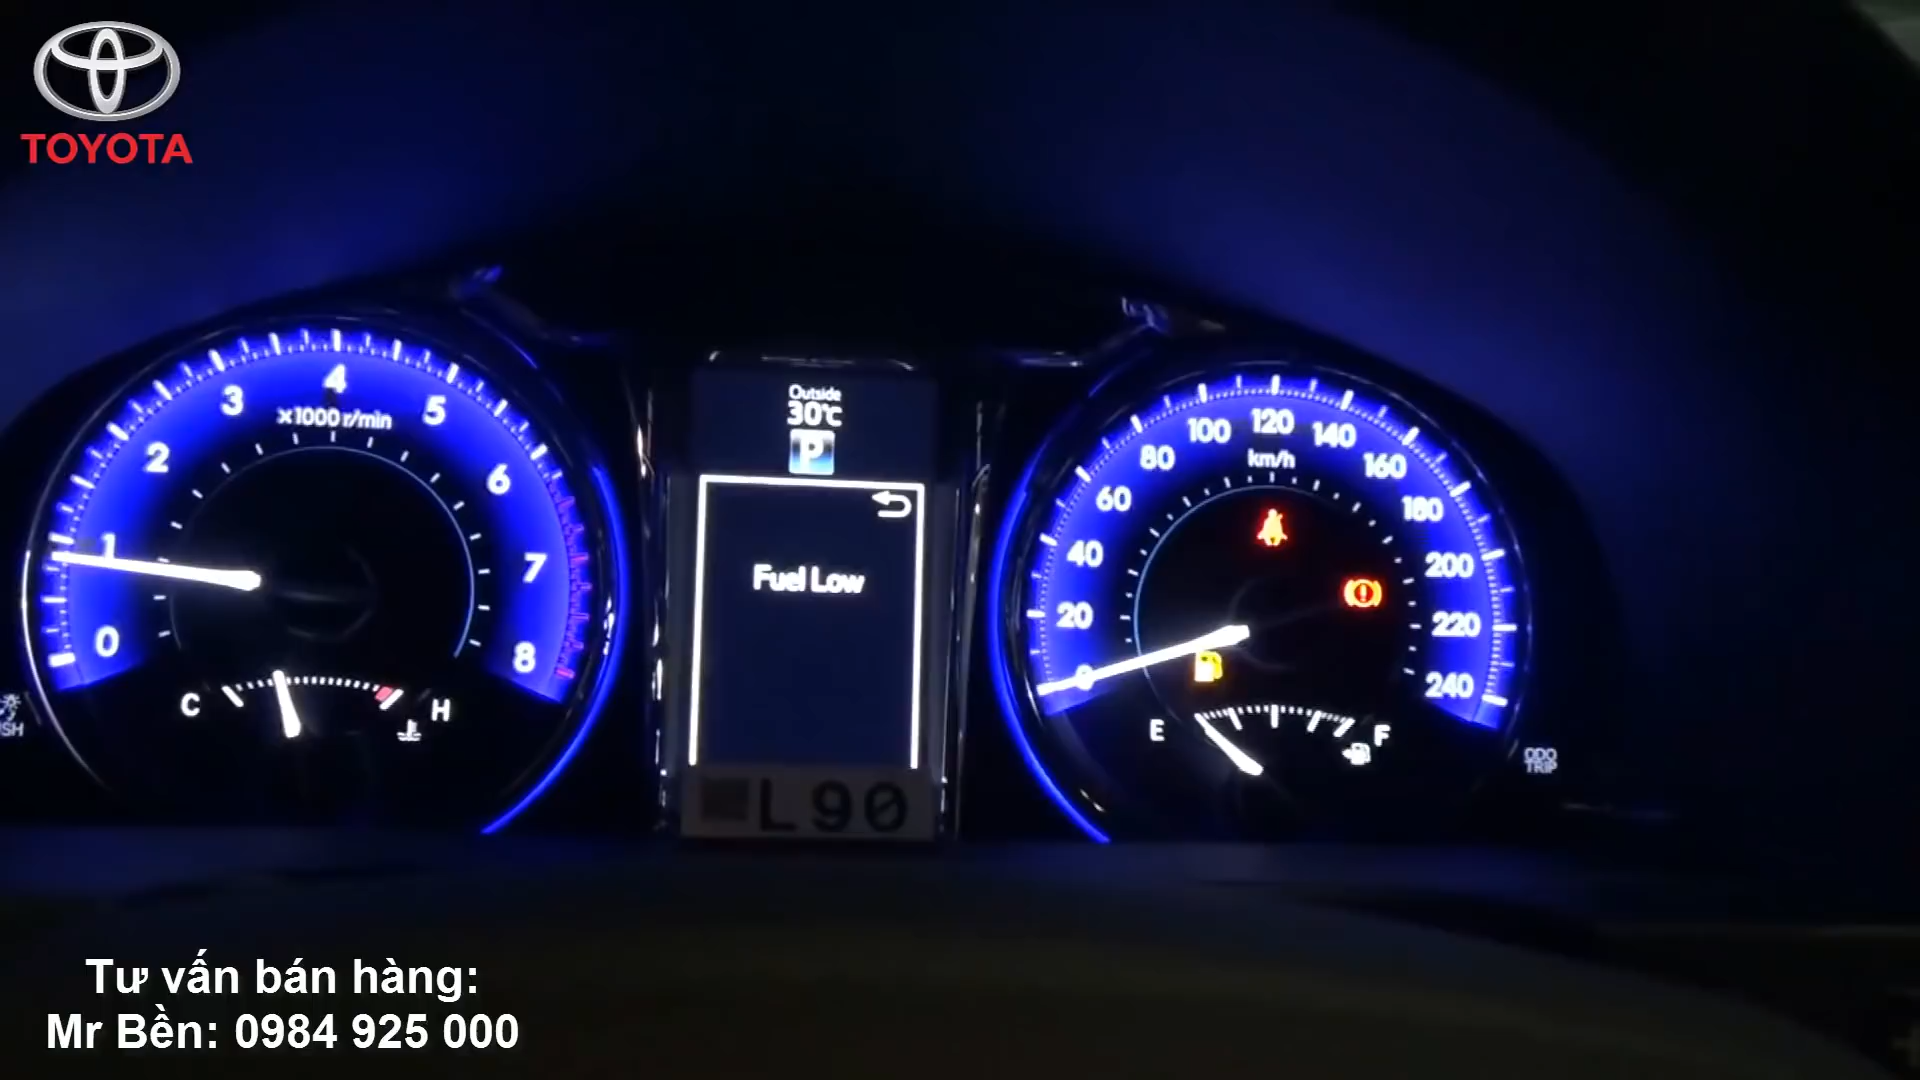 TOYOTA
0 1 2 3 4 5 6 7 8
x1000 r/min
C H
Outside
30°C
P
Fuel Low
L90
0 20 40 60 80 100 120 140 160 180 200 220 240
km/h
E F
ODO
TRIP
Tư vấn bán hàng:
Mr Bền: 0984 925 000